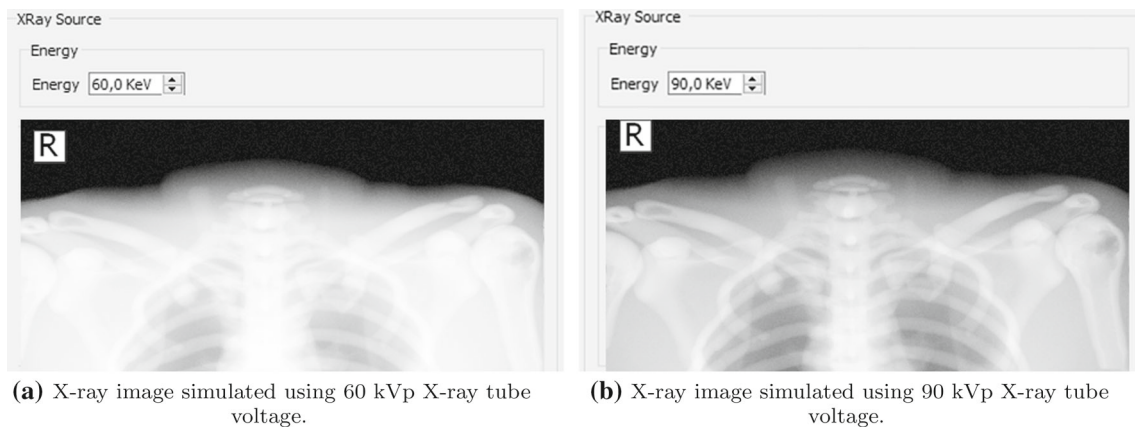 XRay Source
Energy
Energy 60,0 KeV
R
(a) X-ray image simulated using 60 kVp X-ray tube
voltage.
XRay Source
Energy
Energy 90,0 KeV
R
(b) X-ray image simulated using 90 kVp X-ray tube
voltage.